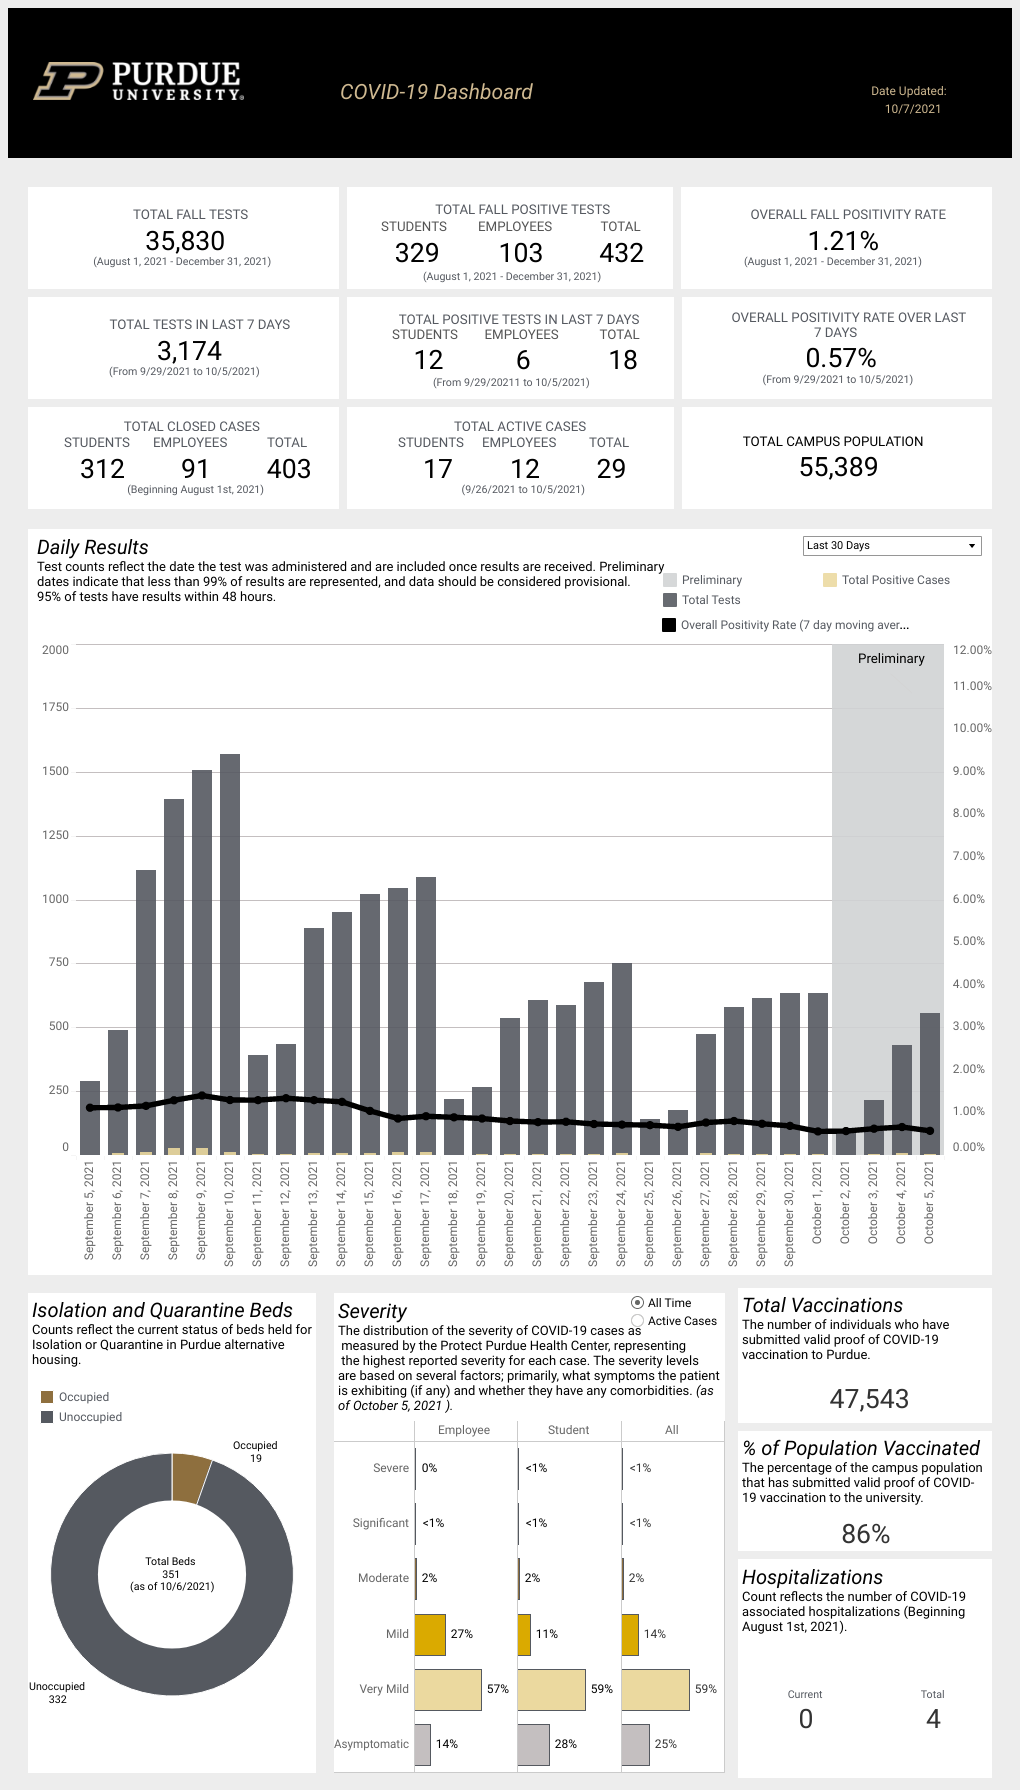 PURDUE
UNIVERSITY®
COVID-19 Dashboard
Date Updated:
10/7/2021
TOTAL FALL TESTS
35,830
(August 1, 2021 - December 31, 2021)
TOTAL FALL POSITIVE TESTS
STUDENTS EMPLOYEES TOTAL
329 103 432
(August 1, 2021 - December 31, 2021)
OVERALL FALL POSITIVITY RATE
1.21%
(August 1, 2021 - December 31, 2021)
TOTAL TESTS IN LAST 7 DAYS
3,174
(From 9/29/2021 to 10/5/2021)
TOTAL POSITIVE TESTS IN LAST 7 DAYS
STUDENTS EMPLOYEES TOTAL
12 6 18
(From 9/29/20211 to 10/5/2021)
OVERALL POSITIVITY RATE OVER LAST
7 DAYS
0.57%
(From 9/29/2021 to 10/5/2021)
TOTAL CLOSED CASES
STUDENTS EMPLOYEES TOTAL
312 91 403
(Beginning August 1st, 2021)
TOTAL ACTIVE CASES
STUDENTS EMPLOYEES TOTAL
17 12 29
(9/26/2021 to 10/5/2021)
TOTAL CAMPUS POPULATION
55,389
Daily Results
Test counts reflect the date the test was administered and are included once results are received. Preliminary
dates indicate that less than 99% of results are represented, and data should be considered provisional.
95% of tests have results within 48 hours.
Last 30 Days
Preliminary
Total Positive Cases
Total Tests
Overall Positivity Rate (7 day moving aver...
Preliminary
2000
1750
1500
1250
1000
750
500
250
0
12.00%
11.00%
10.00%
9.00%
8.00%
7.00%
6.00%
5.00%
4.00%
3.00%
2.00%
1.00%
0.00%
September 5, 2021
September 6, 2021
September 7, 2021
September 8, 2021
September 9, 2021
September 10, 2021
September 11, 2021
September 12, 2021
September 13, 2021
September 14, 2021
September 15, 2021
September 16, 2021
September 17, 2021
September 18, 2021
September 19, 2021
September 20, 2021
September 21, 2021
September 22, 2021
September 23, 2021
September 24, 2021
September 25, 2021
September 26, 2021
September 27, 2021
September 28, 2021
September 29, 2021
September 30, 2021
October 1, 2021
October 2, 2021
October 3, 2021
October 4, 2021
October 5, 2021
Isolation and Quarantine Beds
Counts reflect the current status of beds held for
Isolation or Quarantine in Purdue alternative
housing.
Occupied
Unoccupied
Occupied
19
Total Beds
351
(as of 10/6/2021)
Unoccupied
332
Severity
All Time
Active Cases
The distribution of the severity of COVID-19 cases as
measured by the Protect Purdue Health Center, representing
the highest reported severity for each case. The severity levels
are based on several factors; primarily, what symptoms the patient
is exhibiting (if any) and whether they have any comorbidities. (as
of October 5, 2021 ).
Employee Student All
Severe 0% <1% <1%
Significant <1% <1% <1%
Moderate 2% 2% 2%
Mild 27% 11% 14%
Very Mild 57% 59% 59%
Asymptomatic 14% 28% 25%
Total Vaccinations
The number of individuals who have
submitted valid proof of COVID-19
vaccination to Purdue.
47,543
% of Population Vaccinated
The percentage of the campus population
that has submitted valid proof of COVID-
19 vaccination to the university.
86%
Hospitalizations
Count reflects the number of COVID-19
associated hospitalizations (Beginning
August 1st, 2021).
Current Total
0 4